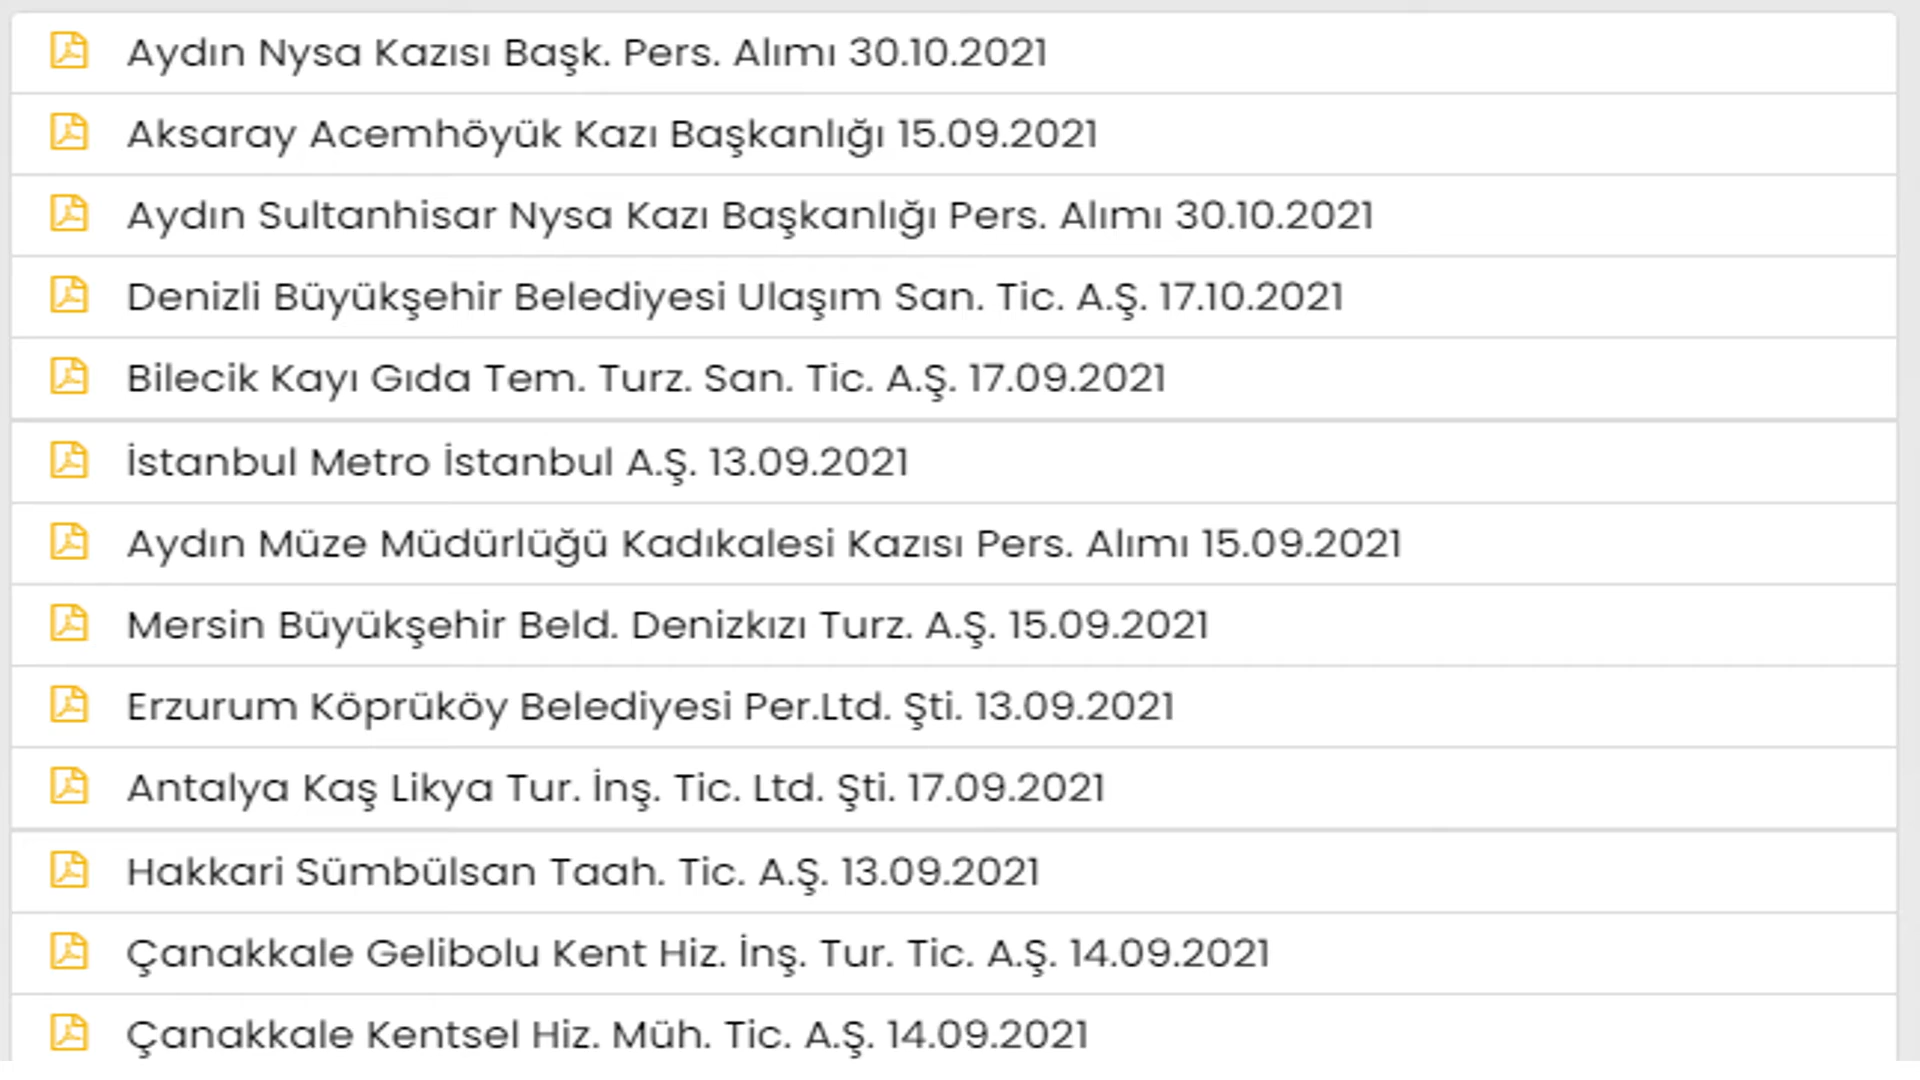 Aydın Nysa Kazısı Başk. Pers. Alımı 30.10.2021
Aksaray Acemhöyük Kazı Başkanlığı 15.09.2021
Aydın Sultanhisar Nysa Kazı Başkanlığı Pers. Alımı 30.10.2021
Denizli Büyükşehir Belediyesi Ulaşım San. Tic. A.Ş. 17.10.2021
Bilecik Kayı Gıda Tem. Turz. San. Tic. A.Ş. 17.09.2021
İstanbul Metro İstanbul A.Ş. 13.09.2021
Aydın Müze Müdürlüğü Kadıkalesi Kazısı Pers. Alımı 15.09.2021
Mersin Büyükşehir Beld. Denizkızı Turz. A.Ş. 15.09.2021
Erzurum Köprüköy Belediyesi Per.Ltd. Şti. 13.09.2021
Antalya Kaş Likya Tur. İnş. Tic. Ltd. Şti. 17.09.2021
Hakkari Sümbülsan Taah. Tic. A.Ş. 13.09.2021
Çanakkale Gelibolu Kent Hiz. İnş. Tur. Tic. A.Ş. 14.09.2021
Çanakkale Kentsel Hiz. Müh. Tic. A.Ş. 14.09.2021